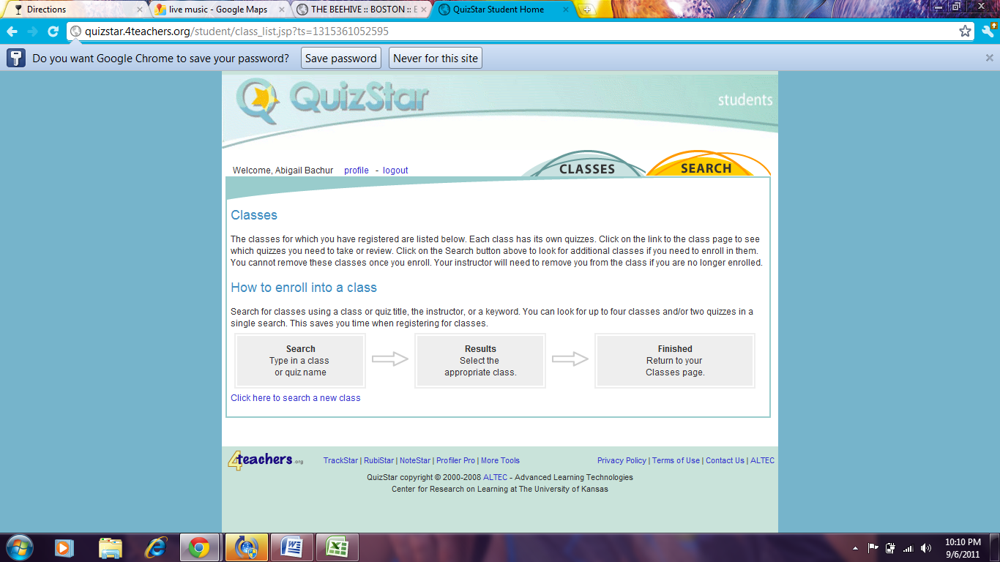 Directions
live music - Google Maps
THE BEEHIVE :: BOSTON :: E
QuizStar Student Home
quizstar.4teachers.org/student/class_list.jsp?ts=1315361052595
Do you want Google Chrome to save your password?
Save password
Never for this site
QuizStar
students
Welcome, Abigail Bachur profile - logout
CLASSES
SEARCH
Classes
The classes for which you have registered are listed below. Each class has its own quizzes. Click on the link to the class page to see
which quizzes you need to take or review. Click on the Search button above to look for additional classes if you need to enroll in them.
You cannot remove these classes once you enroll. Your instructor will need to remove you from the class if you are no longer enrolled.
How to enroll into a class
Search for classes using a class or quiz title, the instructor, or a keyword. You can look for up to four classes and/or two quizzes in a
single search. This saves you time when registering for classes.
Search
Type in a class
or quiz name
Results
Select the
appropriate class.
Finished
Return to your
Classes page.
Click here to search a new class
4teachers.org
TrackStar | RubiStar | NoteStar | Profiler Pro | More Tools
Privacy Policy | Terms of Use | Contact Us | ALTEC
QuizStar copyright © 2000-2008 ALTEC - Advanced Learning Technologies
Center for Research on Learning at The University of Kansas
10:10 PM
9/6/2011